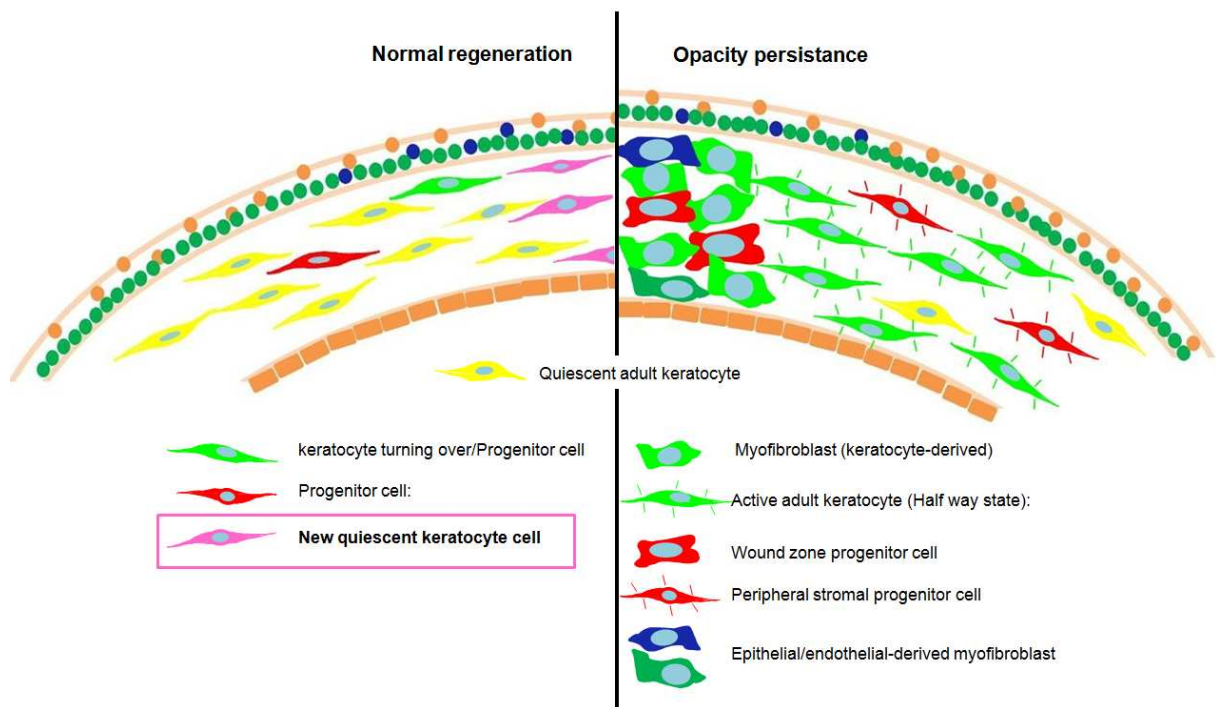 Normal regeneration
Opacity persistance
Quiescent adult keratocyte
keratocyte turning over/Progenitor cell
Progenitor cell:
New quiescent keratocyte cell
Myofibroblast (keratocyte-derived)
Active adult keratocyte (Half way state):
Wound zone progenitor cell
Peripheral stromal progenitor cell
Epithelial/endothelial-derived myofibroblast